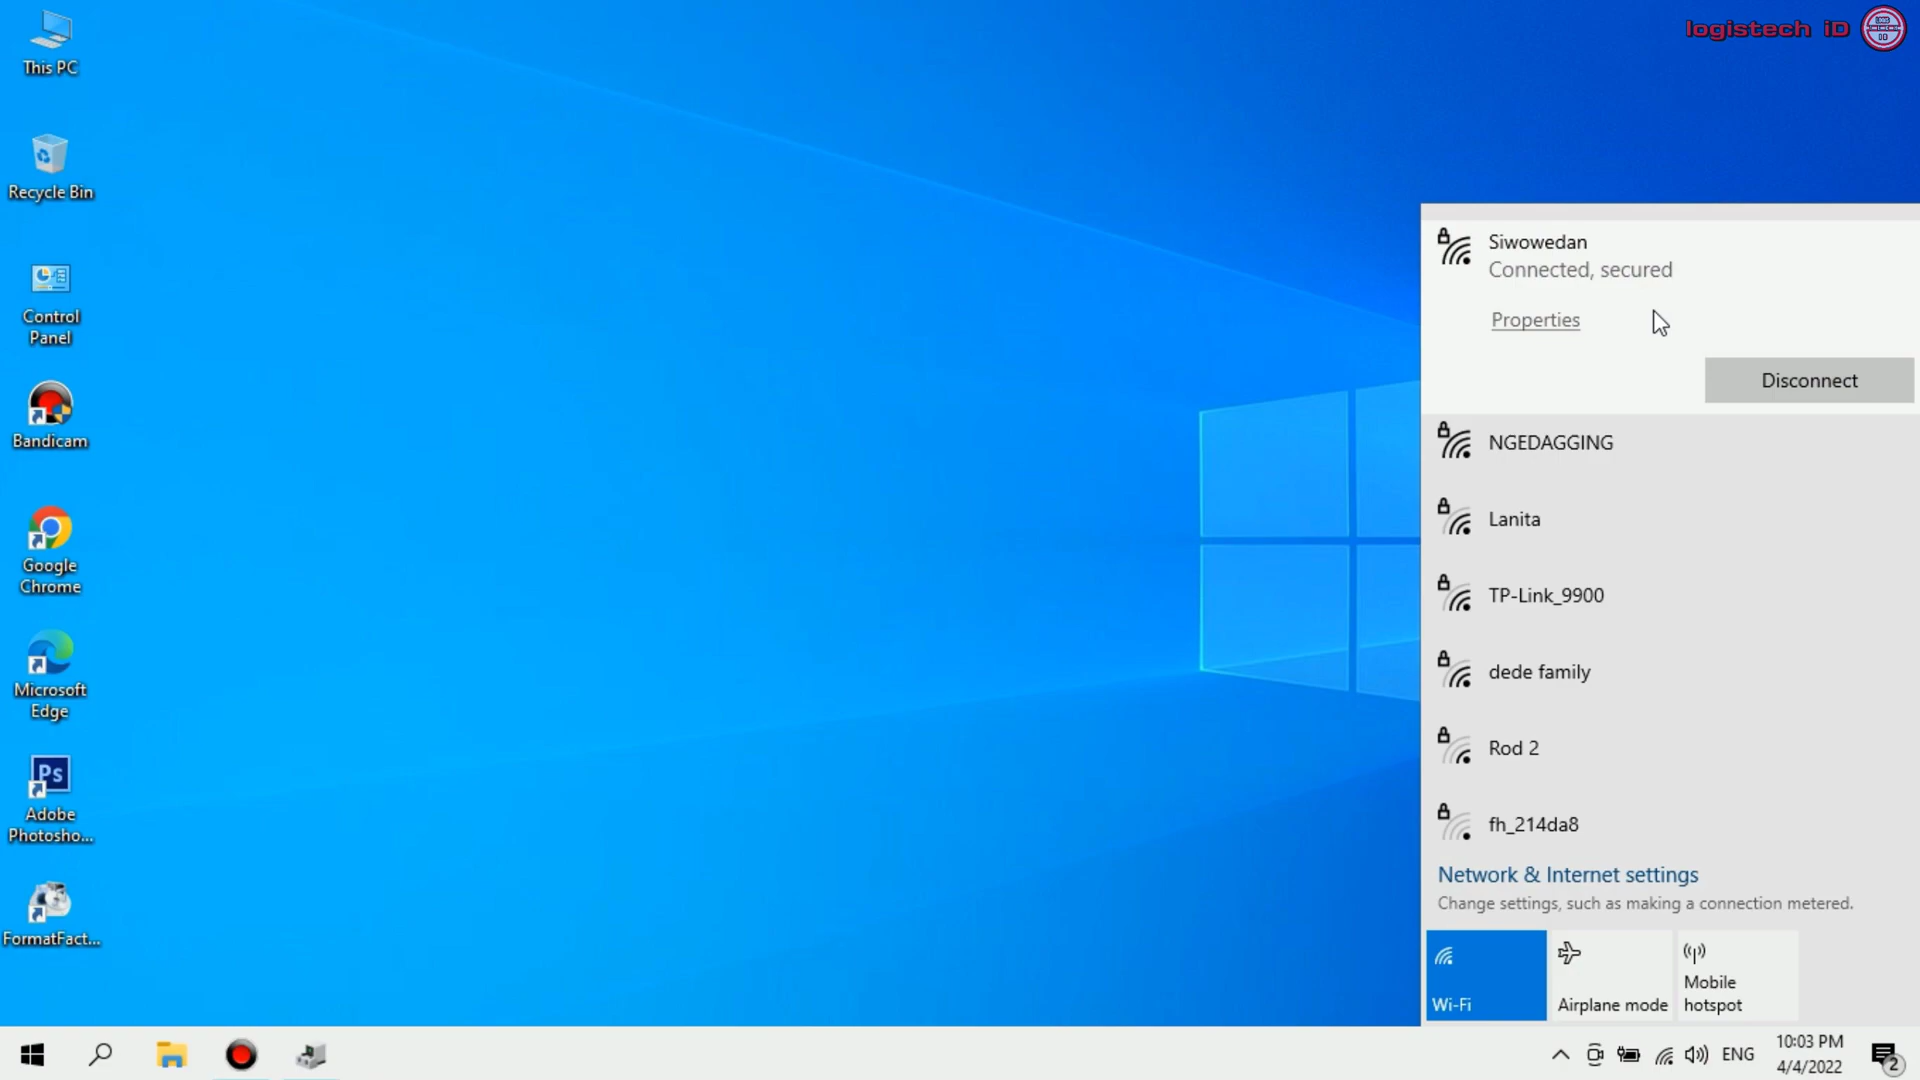 logistech iD
This PC
Recycle Bin
Control
Panel
Bandicam
Google
Chrome
Microsoft
Edge
Ps
Adobe
Photosho...
FormatFact...
Siwowedan
Connected, secured
Properties
Disconnect
NGEDAGGING
Lanita
TP-Link_9900
dede family
Rod 2
fh_214da8
Network & Internet settings
Change settings, such as making a connection metered.
Wi-Fi
Airplane mode
Mobile
hotspot
ENG
10:03 PM
4/4/2022
2